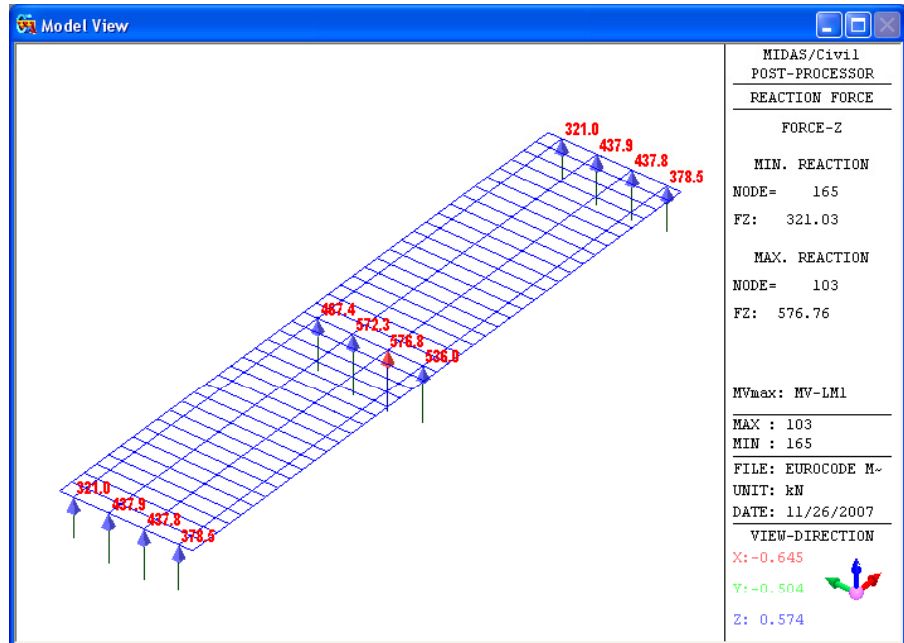 Model View
321.0
437.9
437.8
378.5
487.4
572.3
576.8
536.0
321.0
437.9
437.8
378.5
MIDAS/Civil
POST-PROCESSOR
REACTION FORCE
FORCE-Z
MIN. REACTION
NODE= 165
FZ: 321.03
MAX. REACTION
NODE= 103
FZ: 576.76
MVmax: MV-LM1
MAX : 103
MIN : 165
FILE: EUROCODE M~
UNIT: kN
DATE: 11/26/2007
VIEW-DIRECTION
X:-0.645
Y:-0.504
Z: 0.574